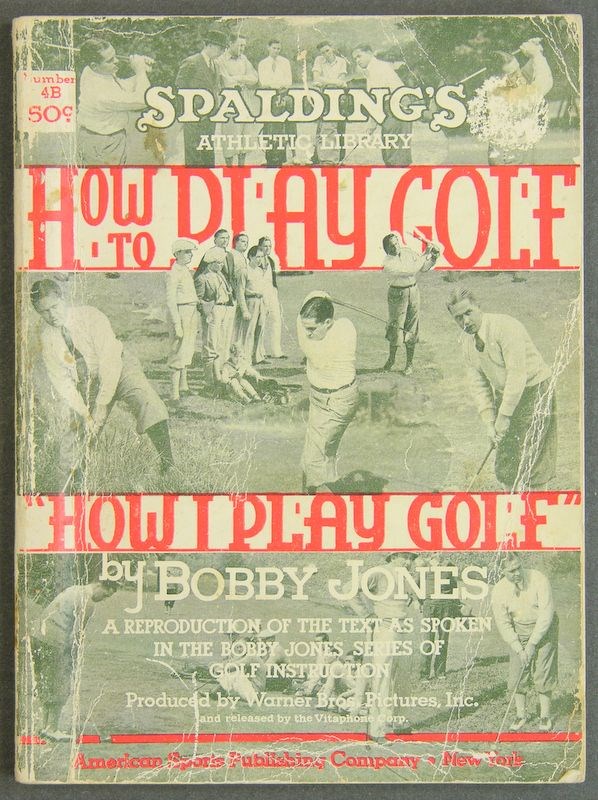 Number
4B
50¢
SPALDING'S
ATHLETIC LIBRARY
HOW TO PLAY GOLF
"HOW I PLAY GOLF"
by BOBBY JONES
A REPRODUCTION OF THE TEXT AS SPOKEN
IN THE BOBBY JONES SERIES OF
GOLF INSTRUCTION
Produced by Warner Bros. Pictures, Inc.
and released by the Vitaphone Corp.
American Sports Publishing Company • New York